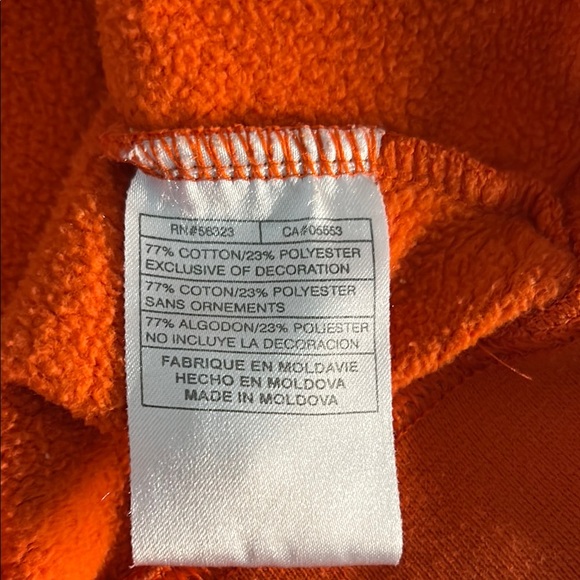 RN#56323 CA#05553
77% COTTON/23% POLYESTER
EXCLUSIVE OF DECORATION
77% COTON/23% POLYESTER
SANS ORNEMENTS
77% ALGODON/23% POLIESTER
NO INCLUYE LA DECORACION
FABRIQUE EN MOLDAVIE
HECHO EN MOLDOVA
MADE IN MOLDOVA